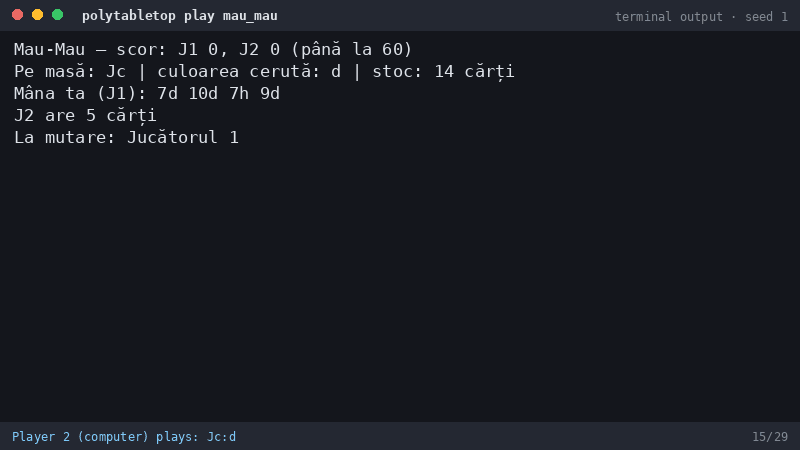 polytabletop play mau_mau
terminal output · seed 1
Mau-Mau — scor: J1 0, J2 0 (până la 60)
Pe masă: Jc | culoarea cerută: d | stoc: 14 cărți
Mâna ta (J1): 7d 10d 7h 9d
J2 are 5 cărți
La mutare: Jucătorul 1
Player 2 (computer) plays: Jc:d
15/29